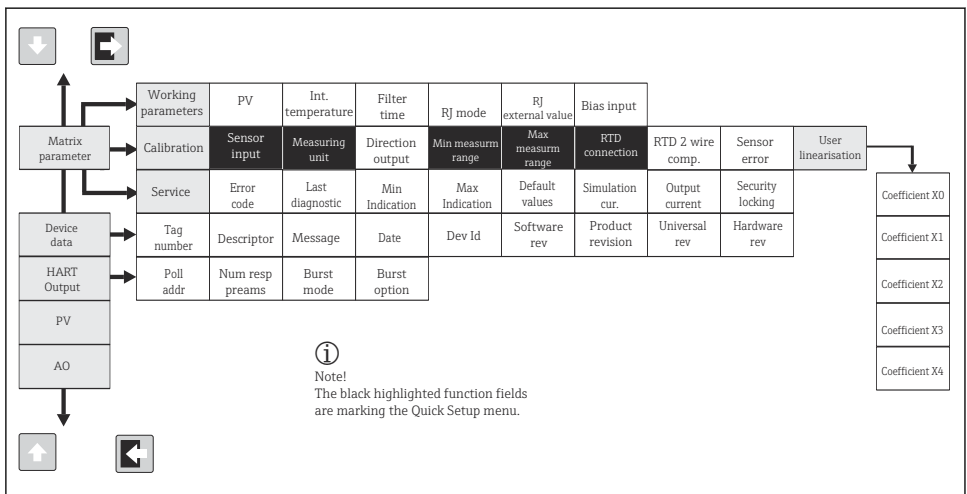 Working
parameters
PV
Int.
temperature
Filter
time
RJ mode
RJ
external value
Bias input
Matrix
parameter
Calibration
Sensor
input
Measuring
unit
Direction
output
Min measurm
range
Max
measurm
range
RTD
connection
RTD 2 wire
comp.
Sensor
error
User
linearisation
Service
Error
code
Last
diagnostic
Min
Indication
Max
Indication
Default
values
Simulation
cur.
Output
current
Security
locking
Coefficient X0
Device
data
Tag
number
Descriptor
Message
Date
Dev Id
Software
rev
Product
revision
Universal
rev
Hardware
rev
Coefficient X1
HART
Output
Poll
addr
Num resp
preams
Burst
mode
Burst
option
Coefficient X2
PV
Coefficient X3
AO
Coefficient X4
i
Note!
The black highlighted function fields
are marking the Quick Setup menu.